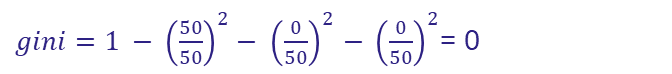 gini = 1 − (50/50)² − (0/50)² − (0/50)² = 0